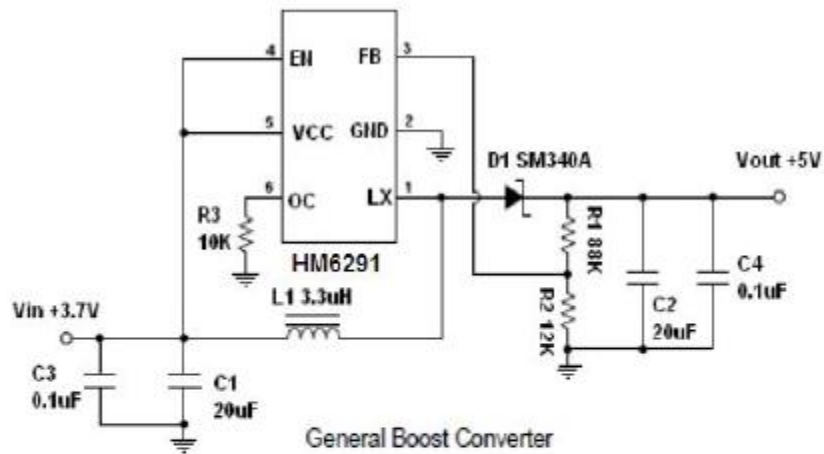 4 EN FB 3
5 VCC GND 2
6 OC LX 1
HM6291
R3
10K
D1 SM340A
Vout +5V
R1 88K
R2 12K
C2
20uF
C4
0.1uF
L1 3.3uH
Vin +3.7V
C3
0.1uF
C1
20uF
General Boost Converter